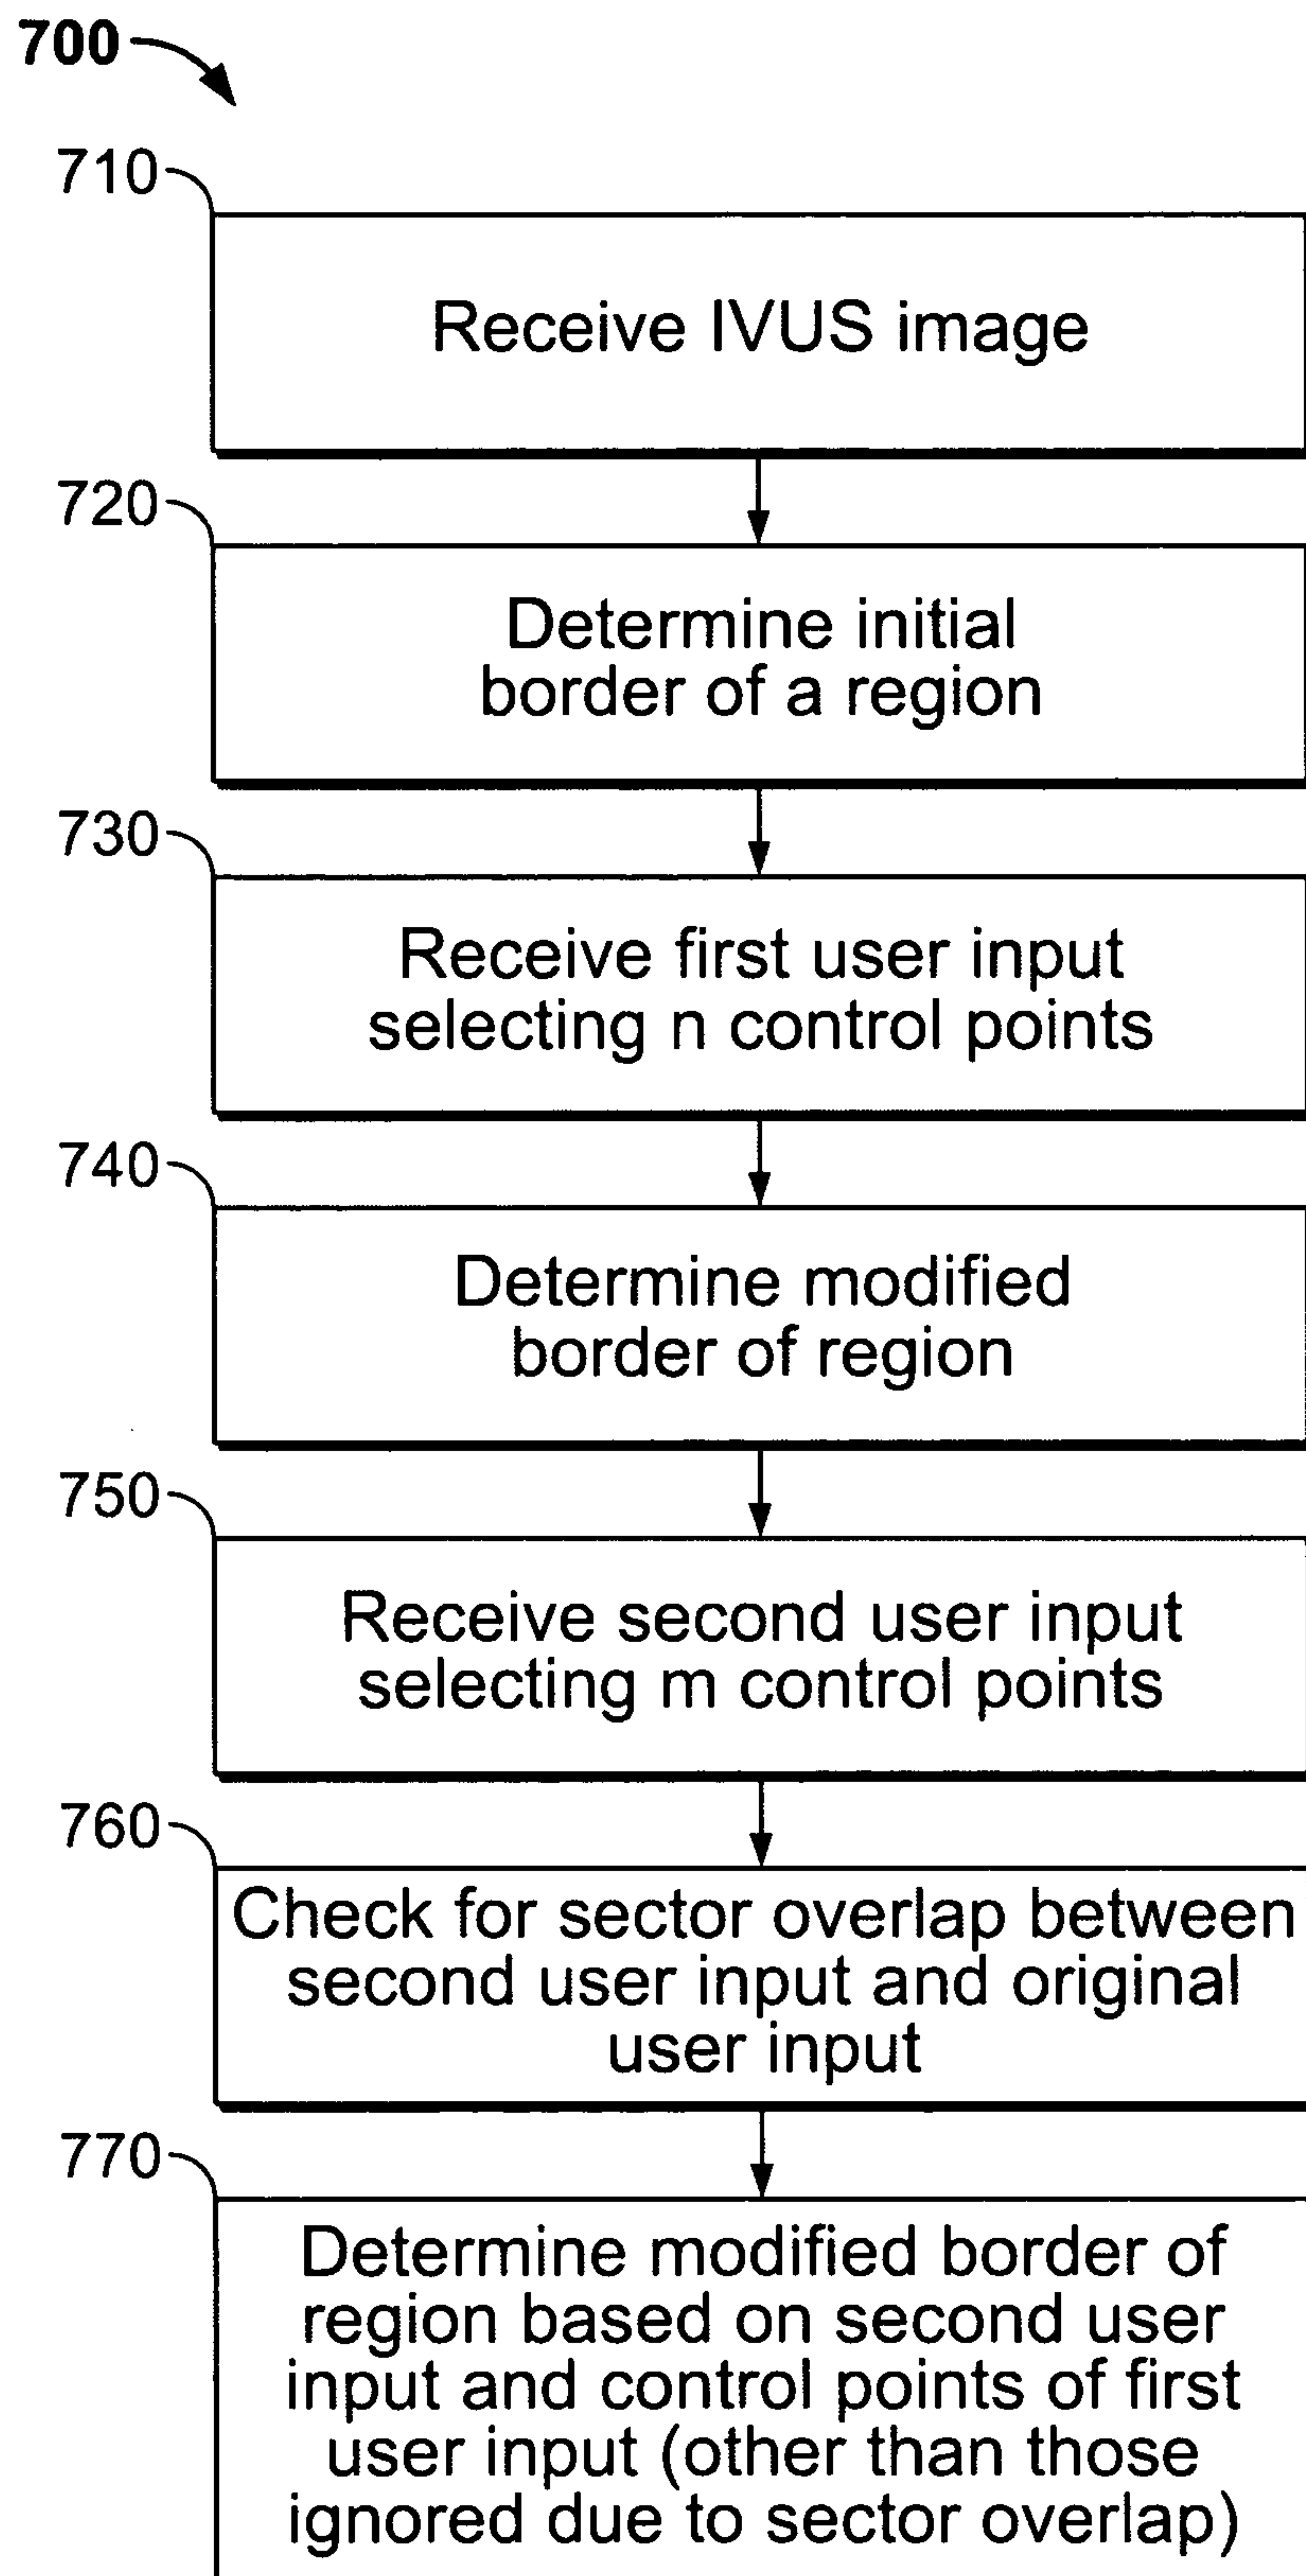 700
710
Receive IVUS image
720
Determine initial
border of a region
730
Receive first user input
selecting n control points
740
Determine modified
border of region
750
Receive second user input
selecting m control points
760
Check for sector overlap between
second user input and original
user input
770
Determine modified border of
region based on second user
input and control points of first
user input (other than those
ignored due to sector overlap)